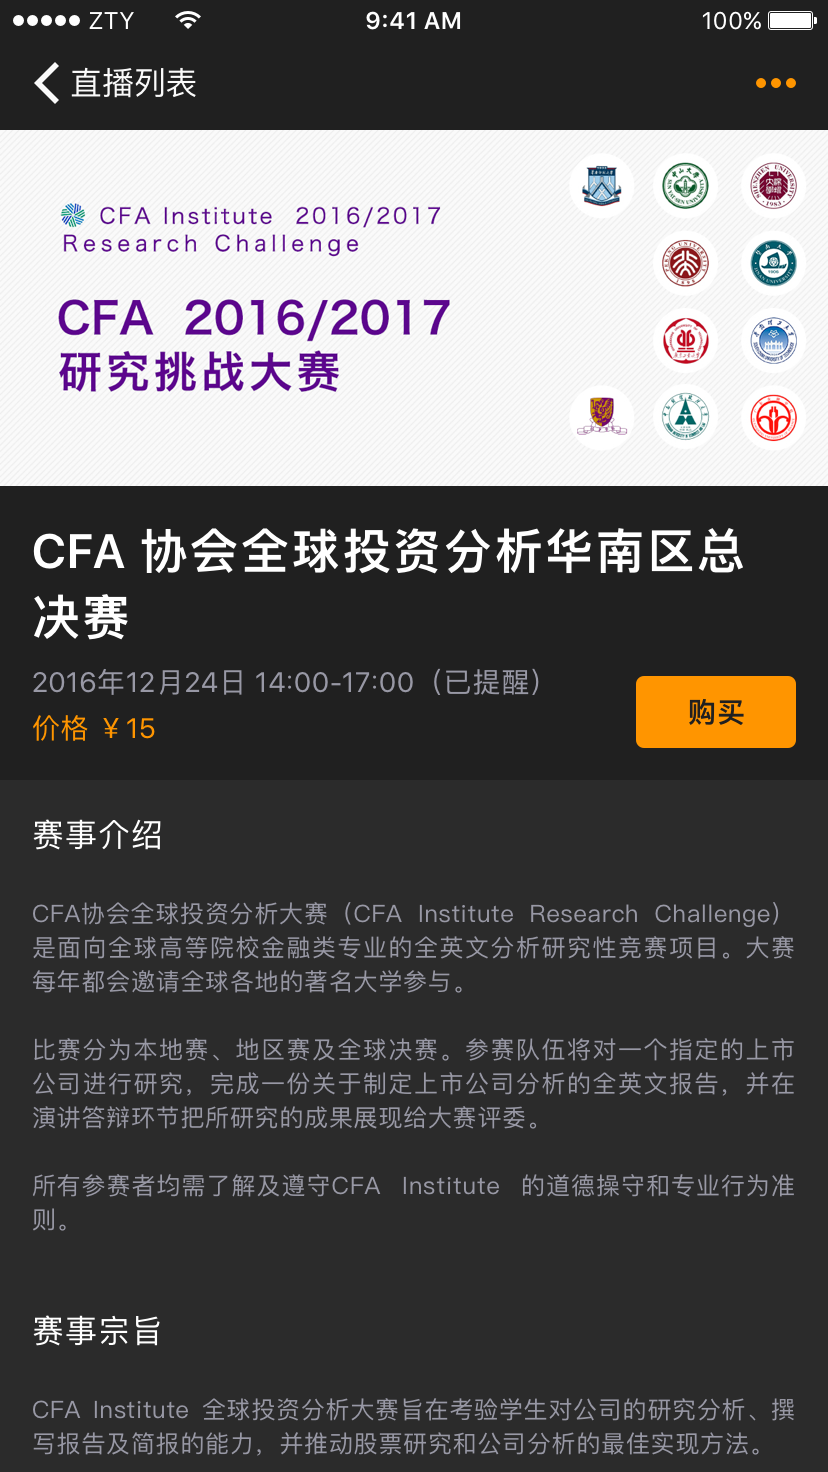 ZTY 9:41 AM 100%
直播列表
CFA Institute 2016/2017
Research Challenge
CFA 2016/2017
研究挑战大赛
CFA 协会全球投资分析华南区总
决赛
2016年12月24日 14:00-17:00（已提醒）
价格 ￥15
购买
赛事介绍
CFA协会全球投资分析大赛（CFA Institute Research Challenge）
是面向全球高等院校金融类专业的全英文分析研究性竞赛项目。大赛
每年都会邀请全球各地的著名大学参与。
比赛分为本地赛、地区赛及全球决赛。参赛队伍将对一个指定的上市
公司进行研究，完成一份关于制定上市公司分析的全英文报告，并在
演讲答辩环节把所研究的成果展现给大赛评委。
所有参赛者均需了解及遵守CFA Institute 的道德操守和专业行为准
则。
赛事宗旨
CFA Institute 全球投资分析大赛旨在考验学生对公司的研究分析、撰
写报告及简报的能力，并推动股票研究和公司分析的最佳实现方法。